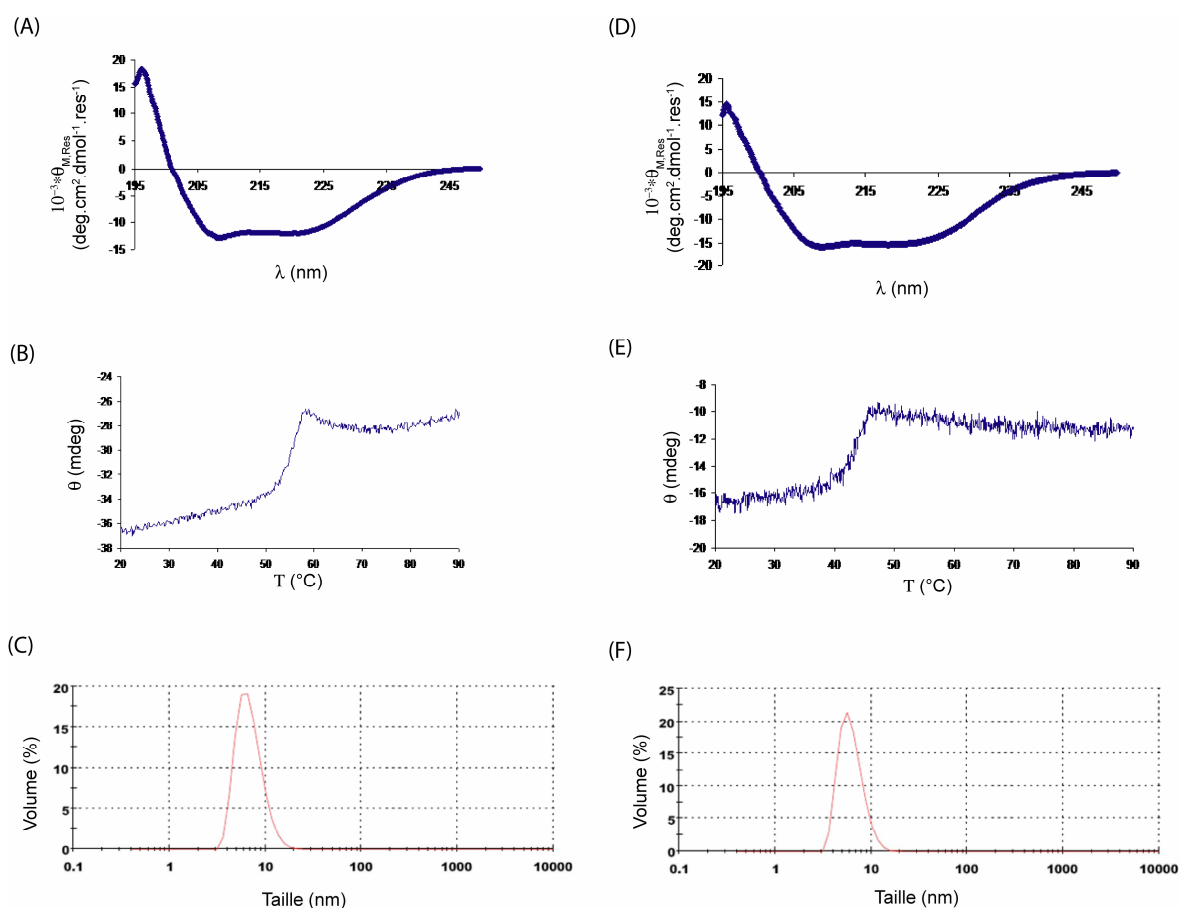 (A)
20
15
10
5
0
-5
-10
-15
195
205
215
225
235
245
10⁻³*θM,Res
(deg.cm².dmol⁻¹.res⁻¹)
λ (nm)
(D)
20
15
10
5
0
-5
-10
-15
-20
195
205
215
225
235
245
10⁻³*θM,Res
(deg.cm².dmol⁻¹.res⁻¹)
λ (nm)
(B)
-24
-26
-28
-30
-32
-34
-36
-38
θ (mdeg)
20 30 40 50 60 70 80 90
T (°C)
(E)
-8
-10
-12
-14
-16
-18
-20
θ (mdeg)
20 30 40 50 60 70 80 90
T (°C)
(C)
20
15
10
5
0
Volume (%)
0.1 1 10 100 1000 10000
Taille (nm)
(F)
25
20
15
10
5
0
Volume (%)
0.1 1 10 100 1000 10000
Taille (nm)